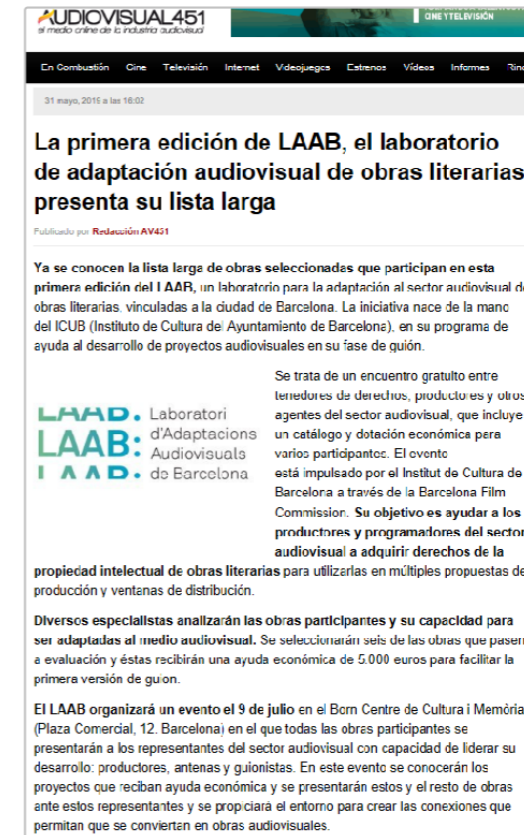 AUDIOVISUAL451
el medio online de la industria audiovisual
CINE Y TELEVISIÓN
En Combustión Cine Televisión Internet Videojuegos Estrenos Vídeos Informes
31 mayo, 2019 a las 16:02
La primera edición de LAAB, el laboratorio
de adaptación audiovisual de obras literarias
presenta su lista larga
Publicado por Redacción AV451
Ya se conocen la lista larga de obras seleccionadas que participan en esta
primera edición del LAAB, un laboratorio para la adaptación al sector audiovisual de
obras literarias, vinculadas a la ciudad de Barcelona. La iniciativa nace de la mano
del ICUB (Instituto de Cultura del Ayuntamiento de Barcelona), en su programa de
ayuda al desarrollo de proyectos audiovisuales en su fase de guión.
LAAB. Laboratori
LAAB: d'Adaptacions
Audiovisuals
LAAB. de Barcelona
Se trata de un encuentro gratuito entre
tenedores de derechos, productores y otros
agentes del sector audiovisual, que incluye
un catálogo y dotación económica para
varios participantes. El evento
está impulsado por el Institut de Cultura de
Barcelona a través de la Barcelona Film
Commission. Su objetivo es ayudar a los
productores y programadores del sector
audiovisual a adquirir derechos de la
propiedad intelectual de obras literarias para utilizarlas en múltiples propuestas de
producción y ventanas de distribución.
Diversos especialistas analizarán las obras participantes y su capacidad para
ser adaptadas al medio audiovisual. Se seleccionarán seis de las obras que pasen
a evaluación y éstas recibirán una ayuda económica de 5.000 euros para facilitar la
primera versión de guion.
El LAAB organizará un evento el 9 de julio en el Born Centre de Cultura i Memòria
(Plaza Comercial, 12. Barcelona) en el que todas las obras participantes se
presentarán a los representantes del sector audiovisual con capacidad de liderar su
desarrollo: productores, antenas y guionistas. En este evento se conocerán los
proyectos que reciban ayuda económica y se presentarán estos y el resto de obras
ante estos representantes y se propiciará el entorno para crear las conexiones que
permitan que se conviertan en obras audiovisuales.